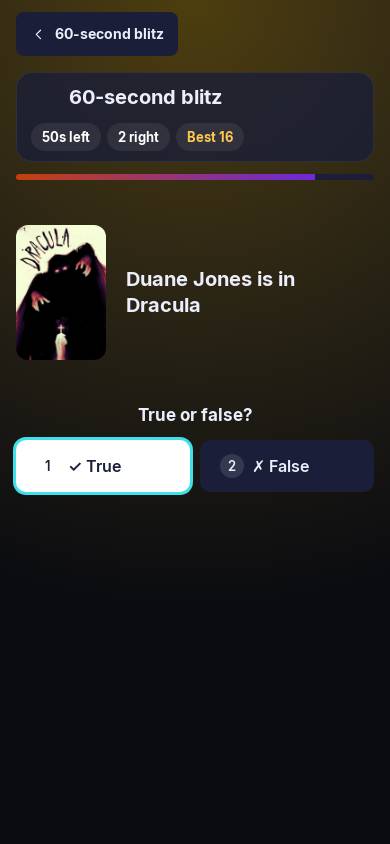 60-second blitz
60-second blitz
50s left
2 right
Best 16
DRACULA
Duane Jones is in
Dracula
True or false?
1 ✓ True
2 ✗ False